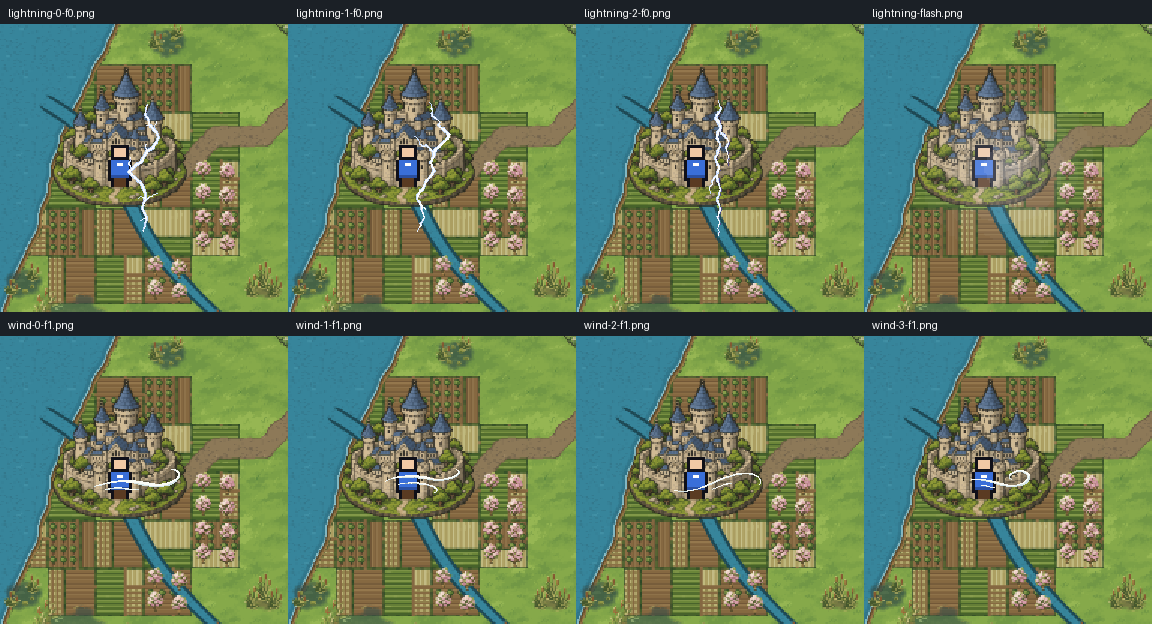 lightning-0-f0.png
lightning-1-f0.png
lightning-2-f0.png
lightning-flash.png
wind-0-f1.png
wind-1-f1.png
wind-2-f1.png
wind-3-f1.png